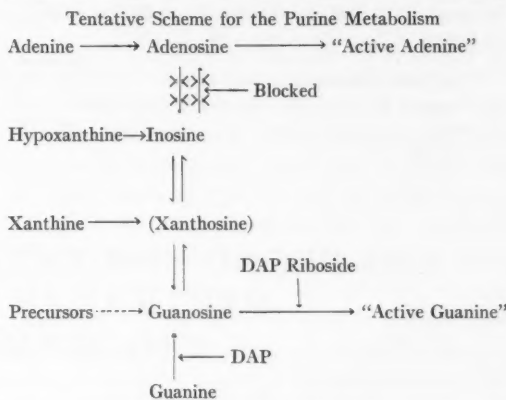 Tentative Scheme for the Purine Metabolism
Adenine Adenosine “Active Adenine”
Blocked
Hypoxanthine Inosine
Xanthine (Xanthosine)
DAP Riboside
Precursors Guanosine “Active Guanine”
DAP
Guanine